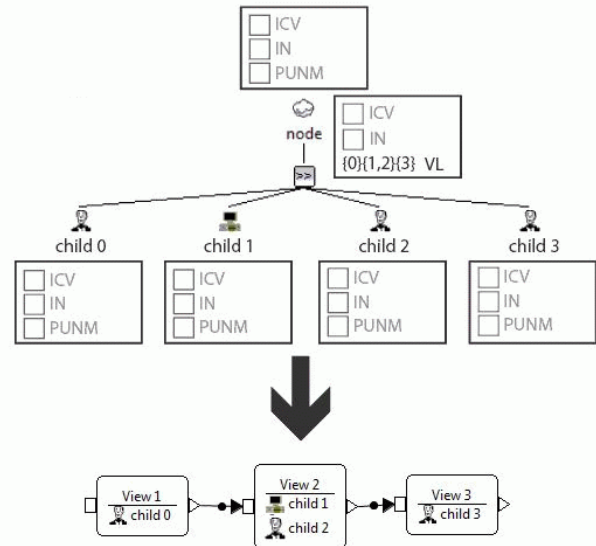 ICV
IN
PUNM
node
ICV
IN
{0}{1,2}{3} VL
>>
child 0
child 1
child 2
child 3
ICV
IN
PUNM
ICV
IN
PUNM
ICV
IN
PUNM
ICV
IN
PUNM
View 1
child 0
View 2
child 1
child 2
View 3
child 3